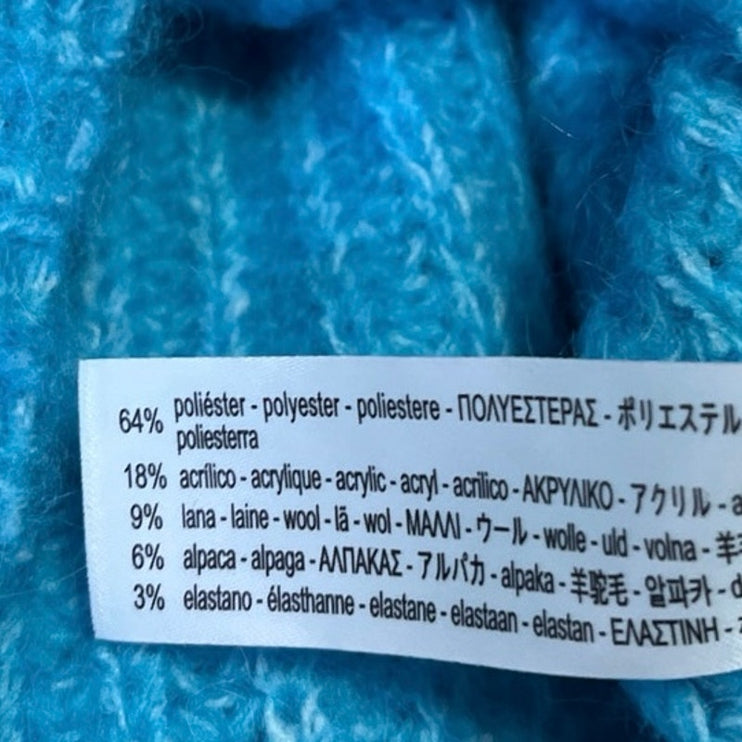 64% poliéster - polyester - poliestere - ΠΟΛΥΕΣΤΕΡΑΣ - ポリエステル
poliesterra
18% acrílico - acrylique - acrylic - acryl - acrilico - ΑΚΡΥΛΙΚΟ - アクリル - a
9% lana - laine - wool - lã - wol - ΜΑΛΛΙ - ウール - wolle - uld - volna - 羊
6% alpaca - alpaga - ΑΛΠΑΚΑΣ - アルパカ - alpaka - 羊驼毛 - 알파카 - d
3% elastano - élasthanne - elastane - elastaan - elastan - ΕΛΑΣΤΙΝΗ -